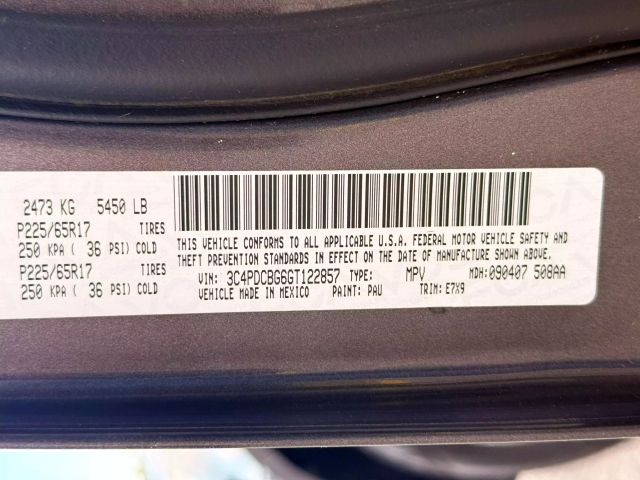 2473 KG 5450 LB
P225/65R17 TIRES
250 KPA ( 36 PSI) COLD
P225/65R17 TIRES
250 KPA ( 36 PSI) COLD
THIS VEHICLE CONFORMS TO ALL APPLICABLE U.S.A. FEDERAL MOTOR VEHICLE SAFETY AND
THEFT PREVENTION STANDARDS IN EFFECT ON THE DATE OF MANUFACTURE SHOWN ABOVE.
VIN: 3C4PDCBG6GT122857 TYPE: MPV MDH: 090407 508AA
VEHICLE MADE IN MEXICO PAINT: PAU TRIM: E7X9